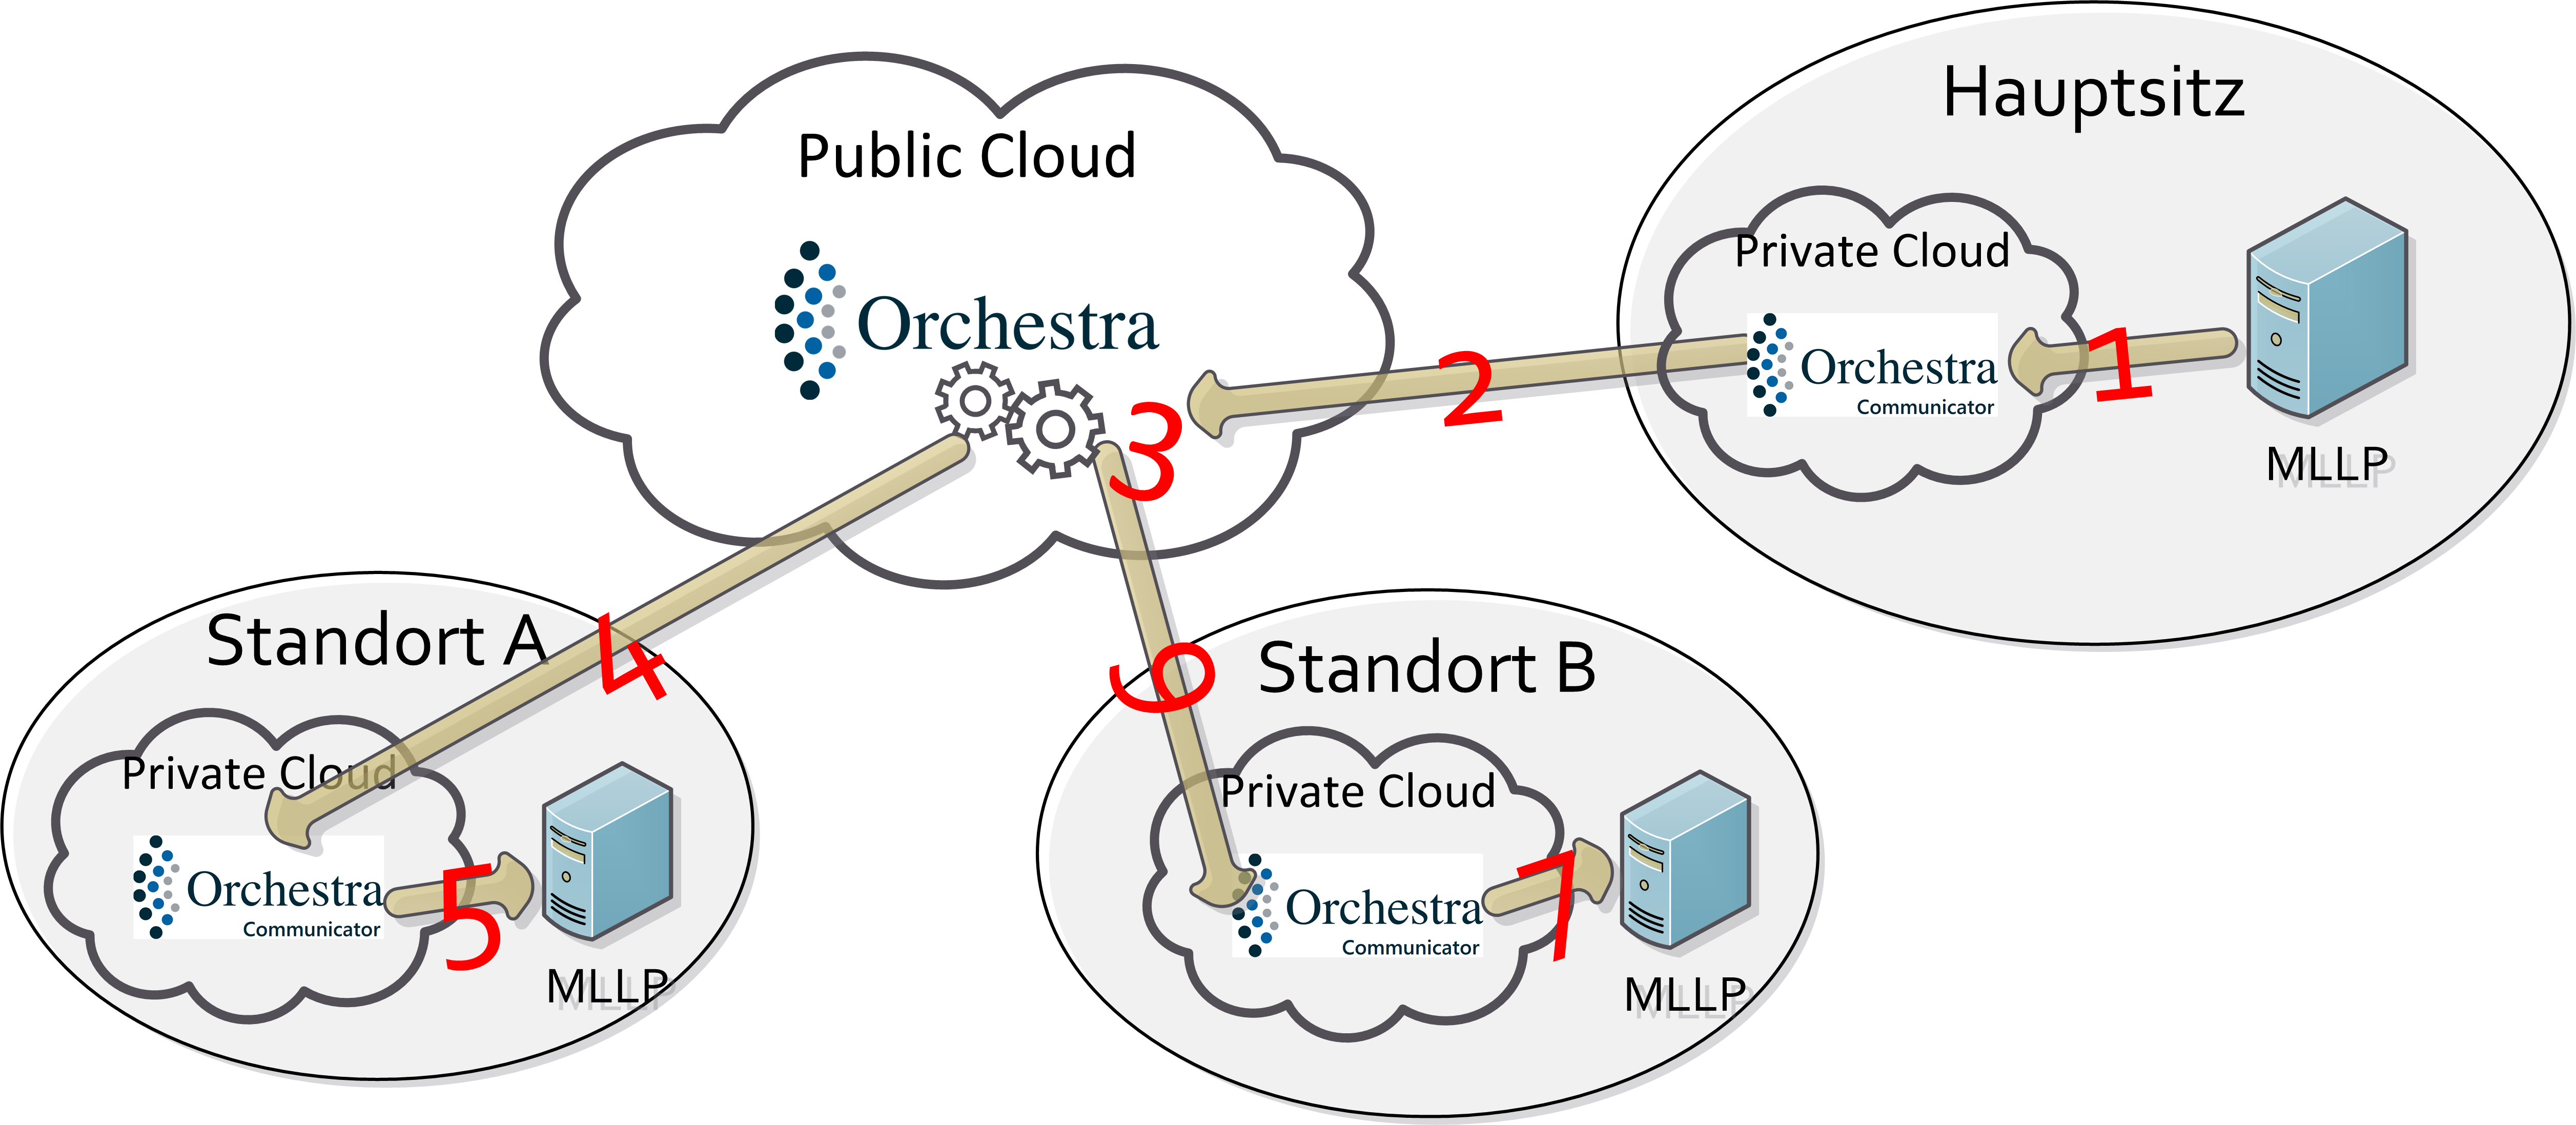 Public Cloud
Orchestra
Hauptsitz
Private Cloud
Orchestra
Communicator
MLLP
1
2
3
4
Standort A
Private Cloud
Orchestra
Communicator
5
MLLP
6
Standort B
Private Cloud
Orchestra
Communicator
7
MLLP